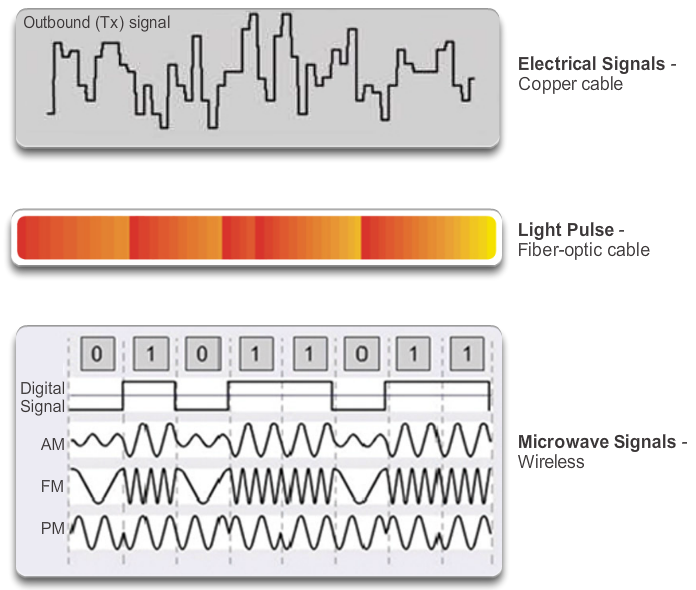 Outbound (Tx) signal
Electrical Signals -
Copper cable
Light Pulse -
Fiber-optic cable
0 1 0 1 1 0 1 1
Digital
Signal
AM
FM
PM
Microwave Signals -
Wireless